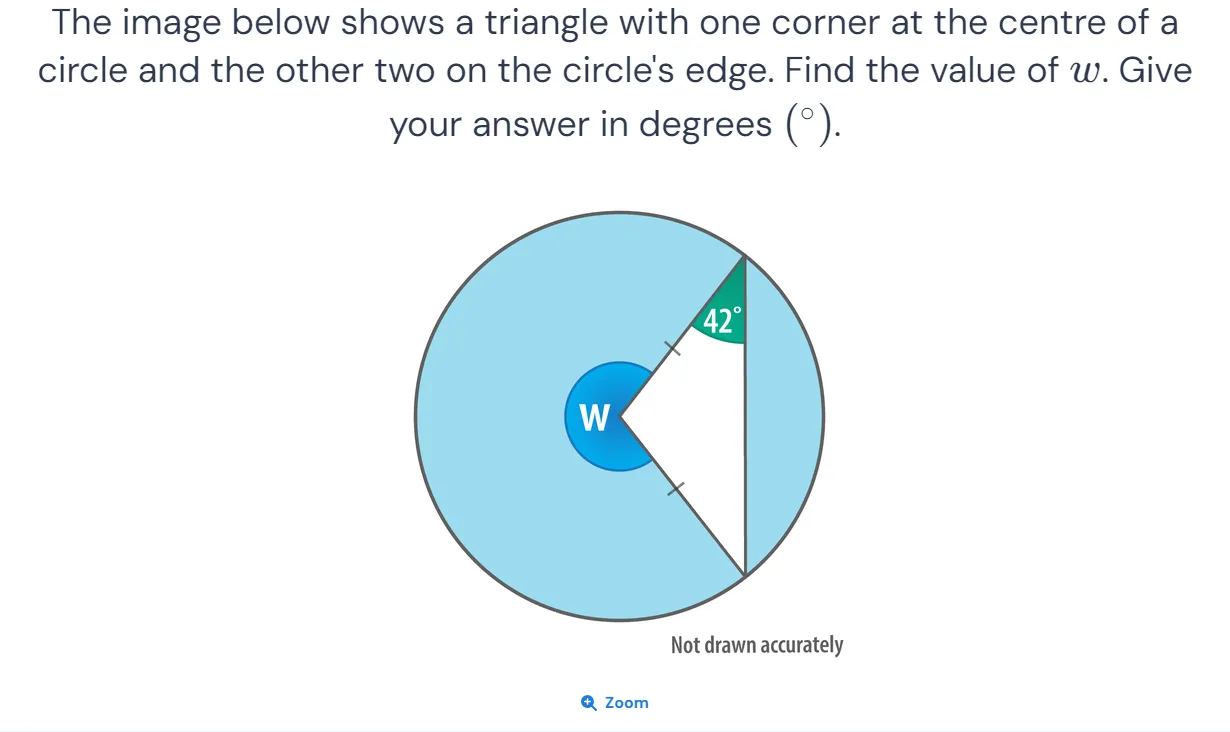 The image below shows a triangle with one corner at the centre of a
circle and the other two on the circle's edge. Find the value of w. Give
your answer in degrees (°).
42°
W
Not drawn accurately
Zoom